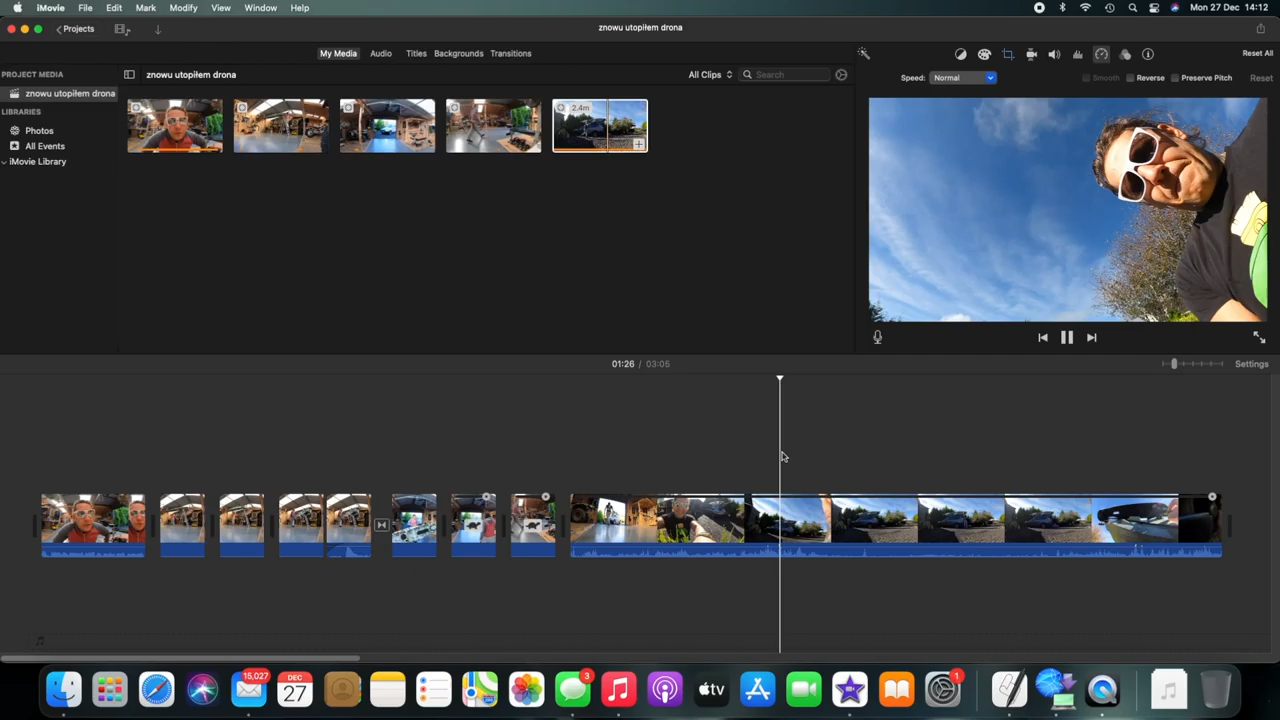 iMovie File Edit Mark Modify View Window Help Mon 27 Dec 14:12
Projects znowu utopiłem drona
My Media Audio Titles Backgrounds Transitions Reset All
PROJECT MEDIA znowu utopiłem drona All Clips Search Speed: Normal Smooth Reverse Preserve Pitch Reset
znowu utopiłem drona
LIBRARIES 2.4m
Photos
All Events
iMovie Library
01:26 / 03:05 Settings
15,027 DEC 3 1
27 tv